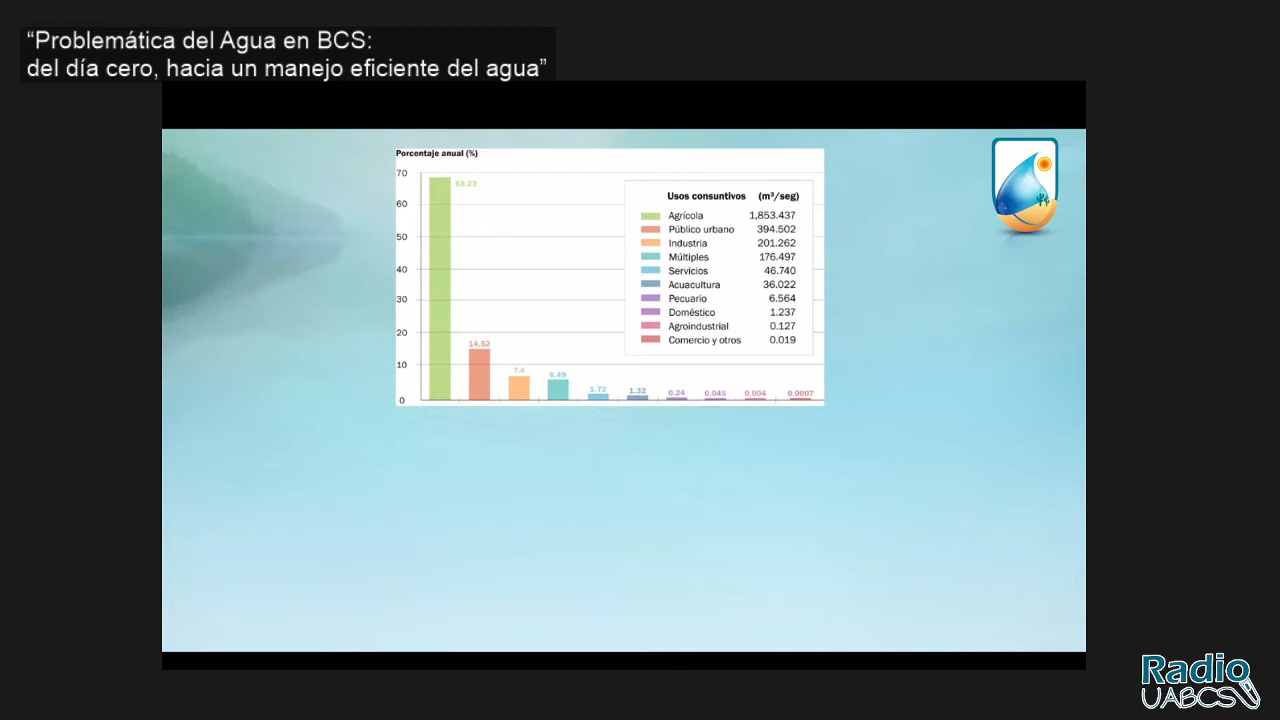 “Problemática del Agua en BCS:
del día cero, hacia un manejo eficiente del agua”
Porcentaje anual (%)
70
60
50
40
30
20
10
0
68.23
14.52
7.4
6.49
1.72
1.32
0.24
0.045
0.004
0.0007
Usos consuntivos (m³/seg)
Agrícola 1,853.437
Público urbano 394.502
Industria 201.262
Múltiples 176.497
Servicios 46.740
Acuacultura 36.022
Pecuario 6.564
Doméstico 1.237
Agroindustrial 0.127
Comercio y otros 0.019
Radio
UABCS